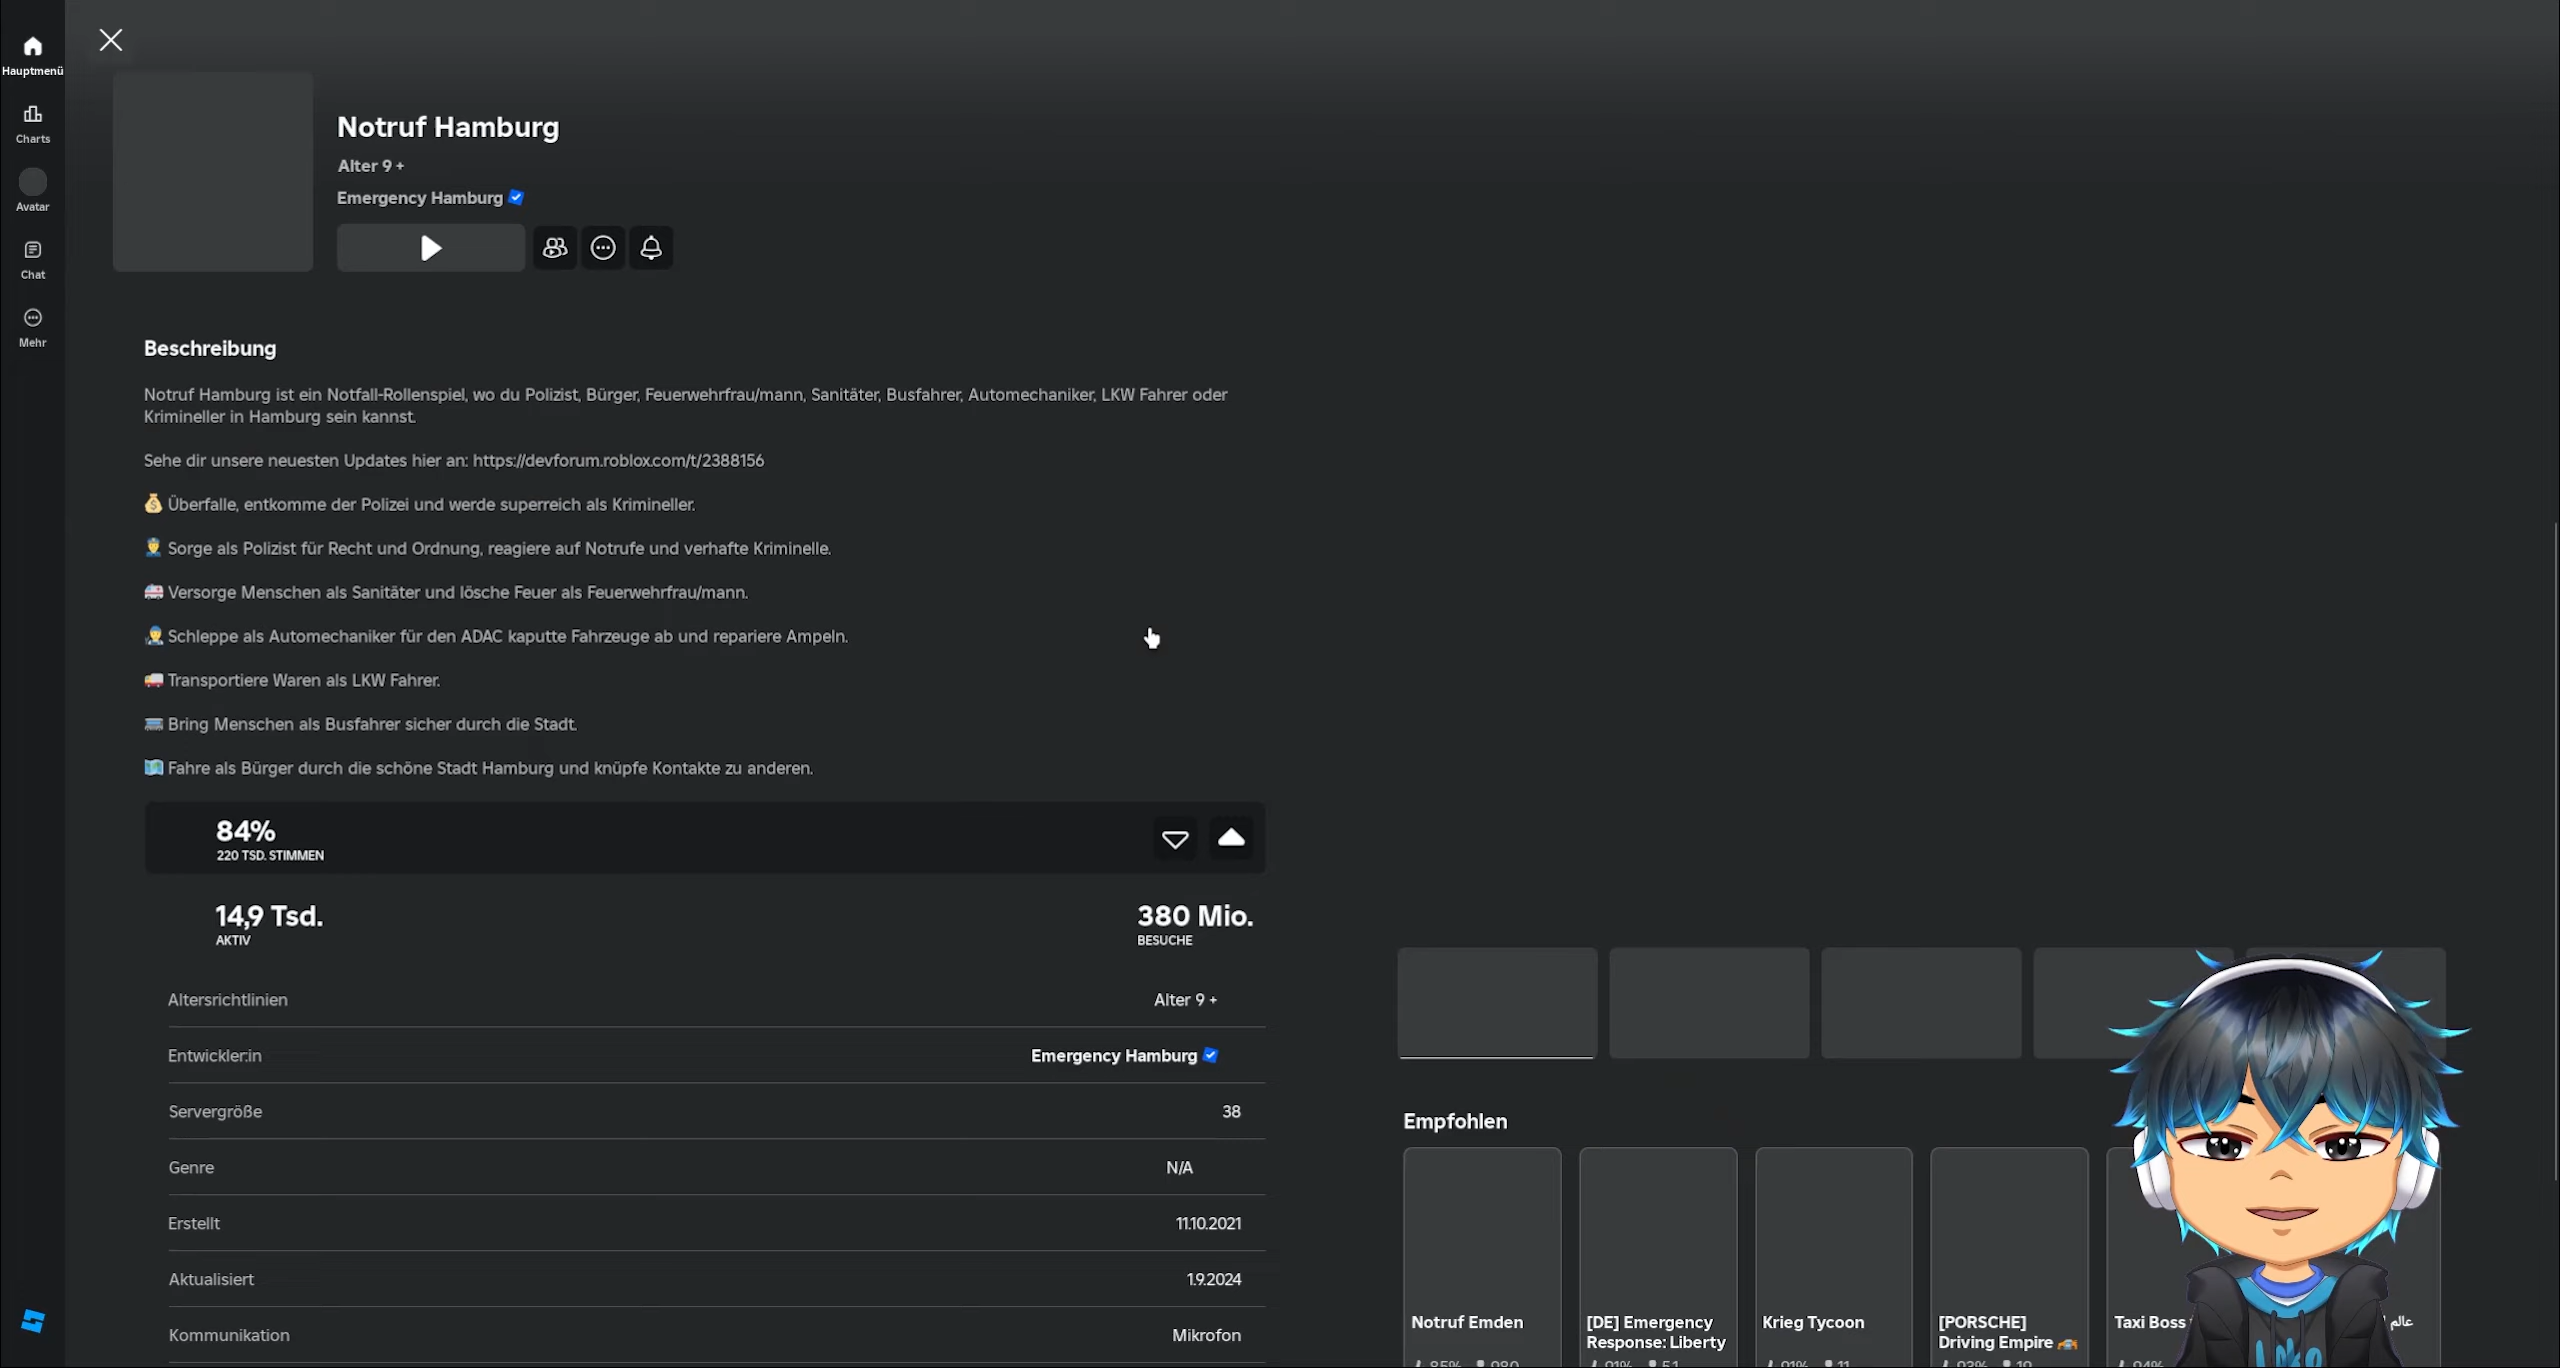 Hauptmenü
Charts
Avatar
Chat
Mehr
Notruf Hamburg
Alter 9 +
Emergency Hamburg
Beschreibung
Notruf Hamburg ist ein Notfall-Rollenspiel, wo du Polizist, Bürger, Feuerwehrfrau/mann, Sanitäter, Busfahrer, Automechaniker, LKW Fahrer oder
Krimineller in Hamburg sein kannst.
Sehe dir unsere neuesten Updates hier an: https://devforum.roblox.com/t/2388156
💰 Überfalle, entkomme der Polizei und werde superreich als Krimineller.
👮 Sorge als Polizist für Recht und Ordnung, reagiere auf Notrufe und verhafte Kriminelle.
🚑 Versorge Menschen als Sanitäter und lösche Feuer als Feuerwehrfrau/mann.
👨‍🔧 Schleppe als Automechaniker für den ADAC kaputte Fahrzeuge ab und repariere Ampeln.
🚚 Transportiere Waren als LKW Fahrer.
🚌 Bring Menschen als Busfahrer sicher durch die Stadt.
🗺️ Fahre als Bürger durch die schöne Stadt Hamburg und knüpfe Kontakte zu anderen.
84%
220 TSD. STIMMEN
14,9 Tsd.
AKTIV
380 Mio.
BESUCHE
Altersrichtlinien Alter 9 +
Entwickler:in Emergency Hamburg
Servergröße 38
Genre N/A
Erstellt 11.10.2021
Aktualisiert 1.9.2024
Kommunikation Mikrofon
Empfohlen
Notruf Emden
[DE] Emergency
Response: Liberty
Krieg Tycoon
[PORSCHE]
Driving Empire 🚗
Taxi Boss
عالم